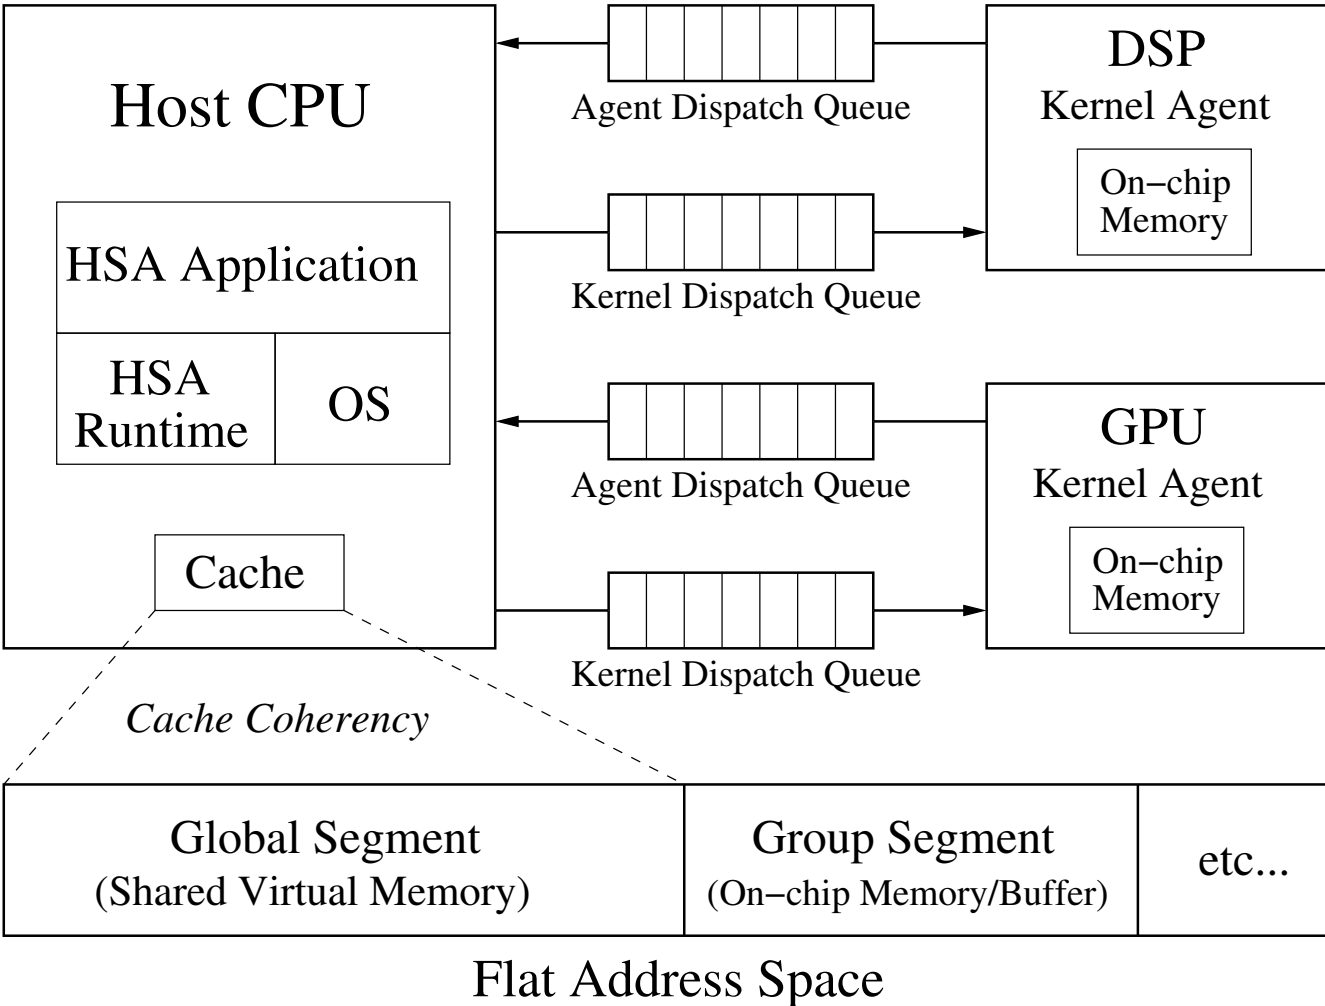 Host CPU
HSA Application
HSA
Runtime
OS
Cache
Agent Dispatch Queue
Kernel Dispatch Queue
Agent Dispatch Queue
Kernel Dispatch Queue
DSP
Kernel Agent
On−chip
Memory
GPU
Kernel Agent
On−chip
Memory
Cache Coherency
Global Segment
(Shared Virtual Memory)
Group Segment
(On−chip Memory/Buffer)
etc...
Flat Address Space